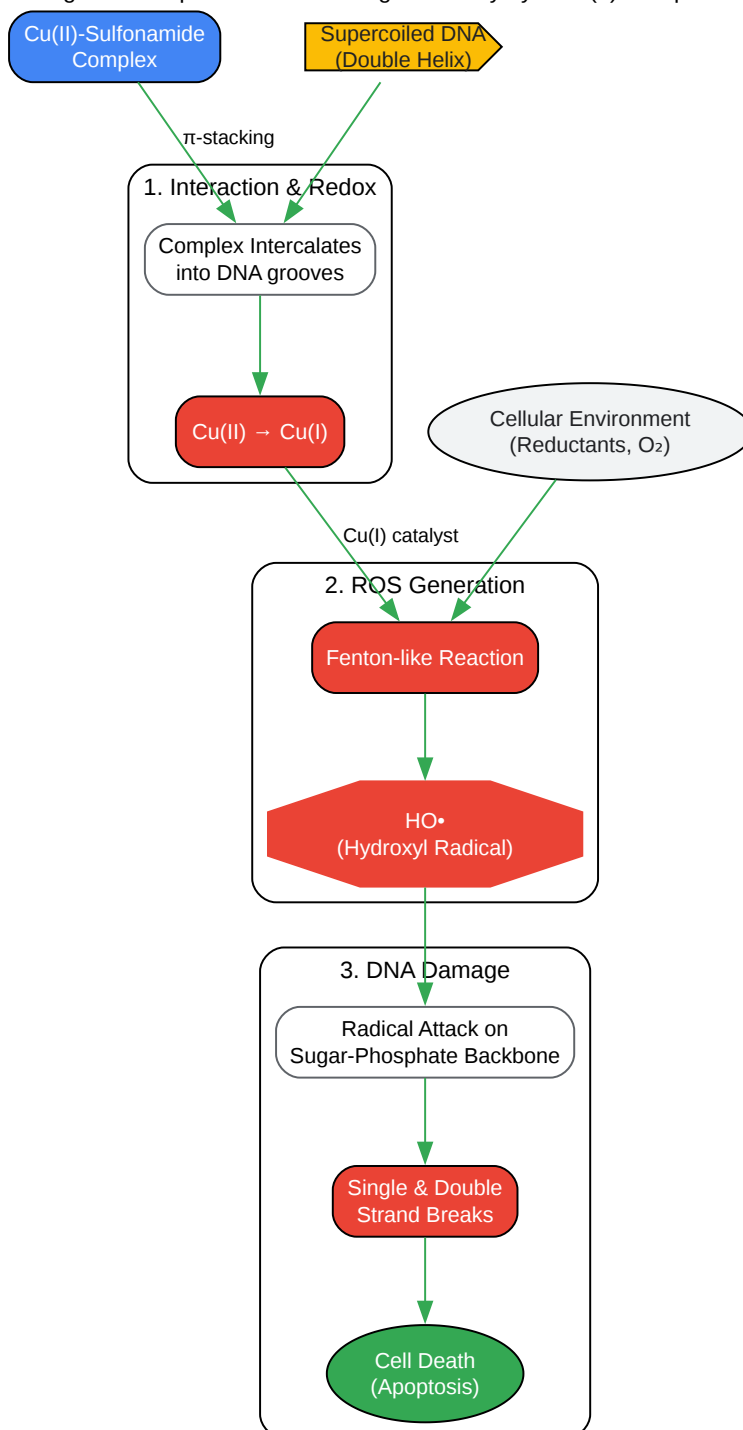 Cu(II)-Sulfonamide
Complex
Supercoiled DNA
(Double Helix)
π-stacking
1. Interaction & Redox
Complex Intercalates
into DNA grooves
Cu(II) → Cu(I)
Cellular Environment
(Reductants, O₂)
Cu(I) catalyst
2. ROS Generation
Fenton-like Reaction
HO•
(Hydroxyl Radical)
3. DNA Damage
Radical Attack on
Sugar-Phosphate Backbone
Single & Double
Strand Breaks
Cell Death
(Apoptosis)